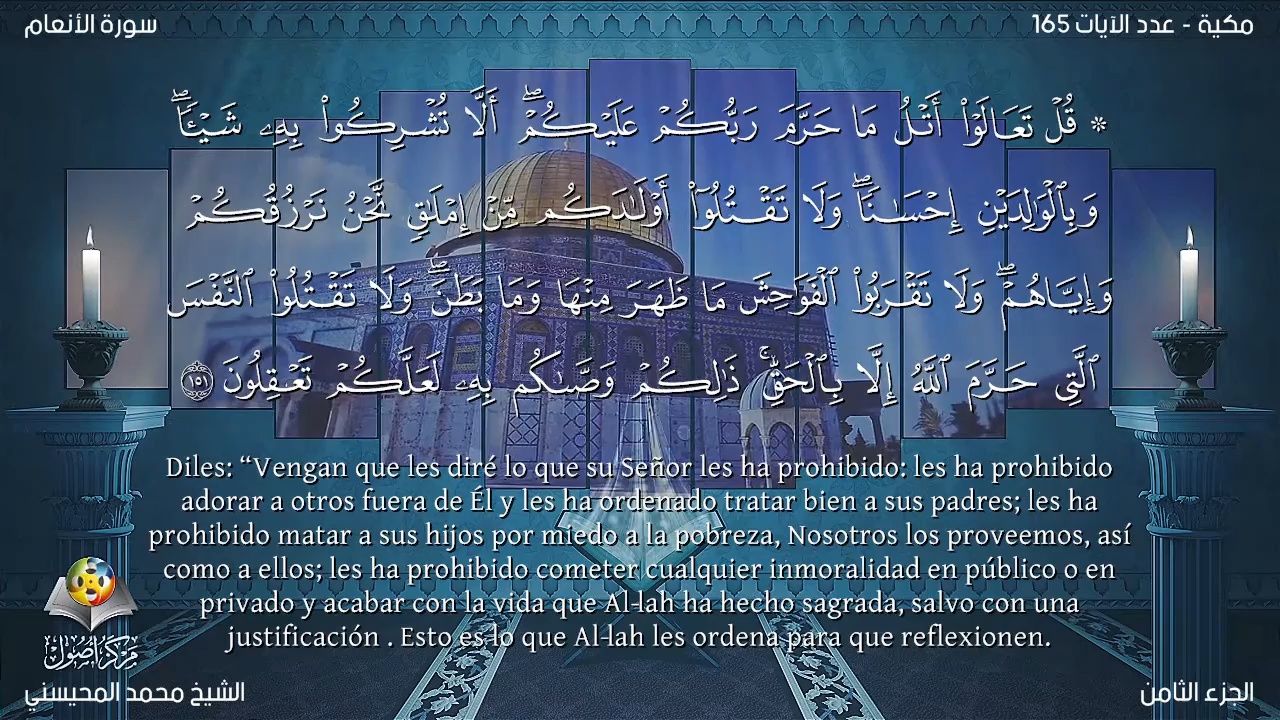 سورة الأنعام
مكية - عدد الآيات 165
۞ قُلْ تَعَالَوْا۟ أَتْلُ مَا حَرَّمَ رَبُّكُمْ عَلَيْكُمْ ۖ أَلَّا تُشْرِكُوا۟ بِهِۦ شَيْـًٔا ۖ
وَبِٱلْوَٰلِدَيْنِ إِحْسَـٰنًا ۖ وَلَا تَقْتُلُوٓا۟ أَوْلَـٰدَكُم مِّنْ إِمْلَـٰقٍ نَّحْنُ نَرْزُقُكُمْ
وَإِيَّاهُمْ ۖ وَلَا تَقْرَبُوا۟ ٱلْفَوَٰحِشَ مَا ظَهَرَ مِنْهَا وَمَا بَطَنَ ۖ وَلَا تَقْتُلُوا۟ ٱلنَّفْسَ
ٱلَّتِى حَرَّمَ ٱللَّهُ إِلَّا بِٱلْحَقِّ ۚ ذَٰلِكُمْ وَصَّىٰكُم بِهِۦ لَعَلَّكُمْ تَعْقِلُونَ ١٥١
Diles: “Vengan que les diré lo que su Señor les ha prohibido: les ha prohibido
adorar a otros fuera de Él y les ha ordenado tratar bien a sus padres; les ha
prohibido matar a sus hijos por miedo a la pobreza, Nosotros los proveemos, así
como a ellos; les ha prohibido cometer cualquier inmoralidad en público o en
privado y acabar con la vida que Al-lah ha hecho sagrada, salvo con una
justificación . Esto es lo que Al-lah les ordena para que reflexionen.
مركز أصول
الشيخ محمد المحيسني
الجزء الثامن